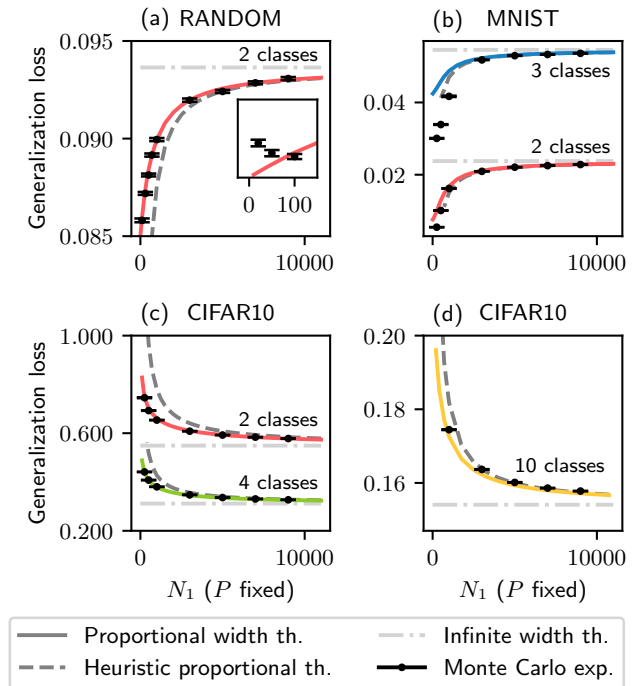 (a) RANDOM
(b) MNIST
Generalization loss
0.095
0.090
0.085
2 classes
0
100
0
10000
0.04
0.02
3 classes
2 classes
0
10000
(c) CIFAR10
(d) CIFAR10
Generalization loss
1.000
0.600
0.200
2 classes
4 classes
0
10000
N₁ (P fixed)
0.20
0.18
0.16
10 classes
0
10000
N₁ (P fixed)
Proportional width th.
Infinite width th.
Heuristic proportional th.
Monte Carlo exp.